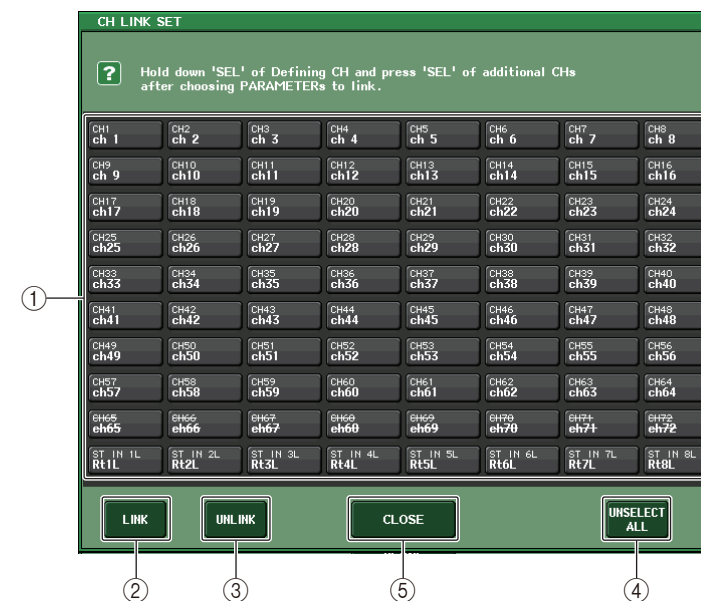 CH LINK SET
? Hold down 'SEL' of Defining CH and press 'SEL' of additional CHs
after choosing PARAMETERs to link.
CH1 CH2 CH3 CH4 CH5 CH6 CH7 CH8
ch 1 ch 2 ch 3 ch 4 ch 5 ch 6 ch 7 ch 8
CH9 CH10 CH11 CH12 CH13 CH14 CH15 CH16
ch 9 ch10 ch11 ch12 ch13 ch14 ch15 ch16
CH17 CH18 CH19 CH20 CH21 CH22 CH23 CH24
ch17 ch18 ch19 ch20 ch21 ch22 ch23 ch24
CH25 CH26 CH27 CH28 CH29 CH30 CH31 CH32
ch25 ch26 ch27 ch28 ch29 ch30 ch31 ch32
CH33 CH34 CH35 CH36 CH37 CH38 CH39 CH40
ch33 ch34 ch35 ch36 ch37 ch38 ch39 ch40
1
CH41 CH42 CH43 CH44 CH45 CH46 CH47 CH48
ch41 ch42 ch43 ch44 ch45 ch46 ch47 ch48
CH49 CH50 CH51 CH52 CH53 CH54 CH55 CH56
ch49 ch50 ch51 ch52 ch53 ch54 ch55 ch56
CH57 CH58 CH59 CH60 CH61 CH62 CH63 CH64
ch57 ch58 ch59 ch60 ch61 ch62 ch63 ch64
CH65 CH66 CH67 CH68 CH69 CH70 CH71 CH72
ch65 ch66 ch67 ch68 ch69 ch70 ch71 ch72
ST IN 1L ST IN 2L ST IN 3L ST IN 4L ST IN 5L ST IN 6L ST IN 7L ST IN 8L
Rt1L Rt2L Rt3L Rt4L Rt5L Rt6L Rt7L Rt8L
LINK UNLINK CLOSE UNSELECT
ALL
2 3 5 4